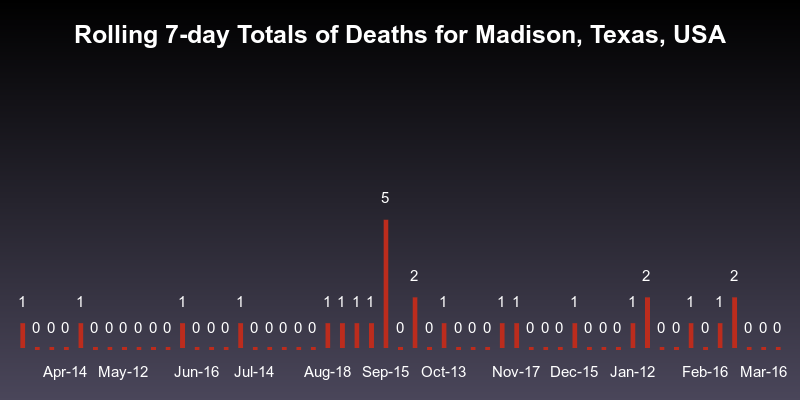 Rolling 7-day Totals of Deaths for Madison, Texas, USA
5
2 2 2
1 1 1 1 1 1 1 1 1 1 1 1 1 1 1
0 0 0 0 0 0 0 0 0 0 0 0 0 0 0 0 0 0 0 0 0 0 0 0 0 0 0 0 0 0 0 0 0 0
Apr-14 May-12 Jun-16 Jul-14 Aug-18 Sep-15 Oct-13 Nov-17 Dec-15 Jan-12 Feb-16 Mar-16